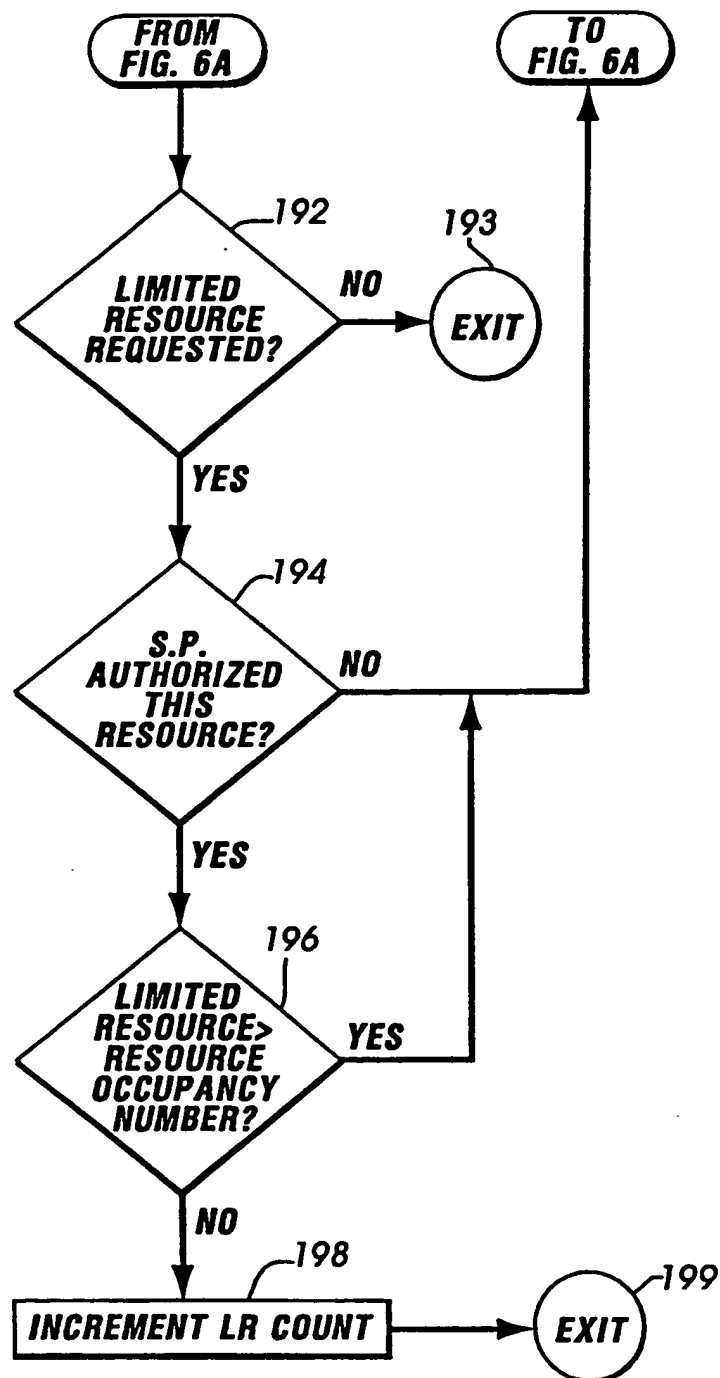 FROM
FIG. 6A
TO
FIG. 6A
192
LIMITED
RESOURCE
REQUESTED?
NO
193
EXIT
YES
194
S.P.
AUTHORIZED
THIS
RESOURCE?
NO
YES
196
LIMITED
RESOURCE>
RESOURCE
OCCUPANCY
NUMBER?
YES
NO
198
INCREMENT LR COUNT
199
EXIT